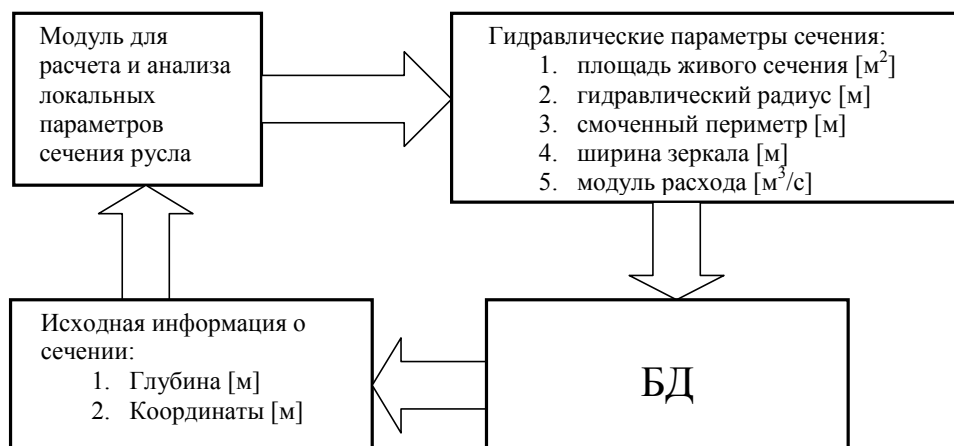 Модуль для
расчета и анализа
локальных
параметров
сечения русла
Гидравлические параметры сечения:
1. площадь живого сечения [м²]
2. гидравлический радиус [м]
3. смоченный периметр [м]
4. ширина зеркала [м]
5. модуль расхода [м³/с]
Исходная информация о
сечении:
1. Глубина [м]
2. Координаты [м]
БД